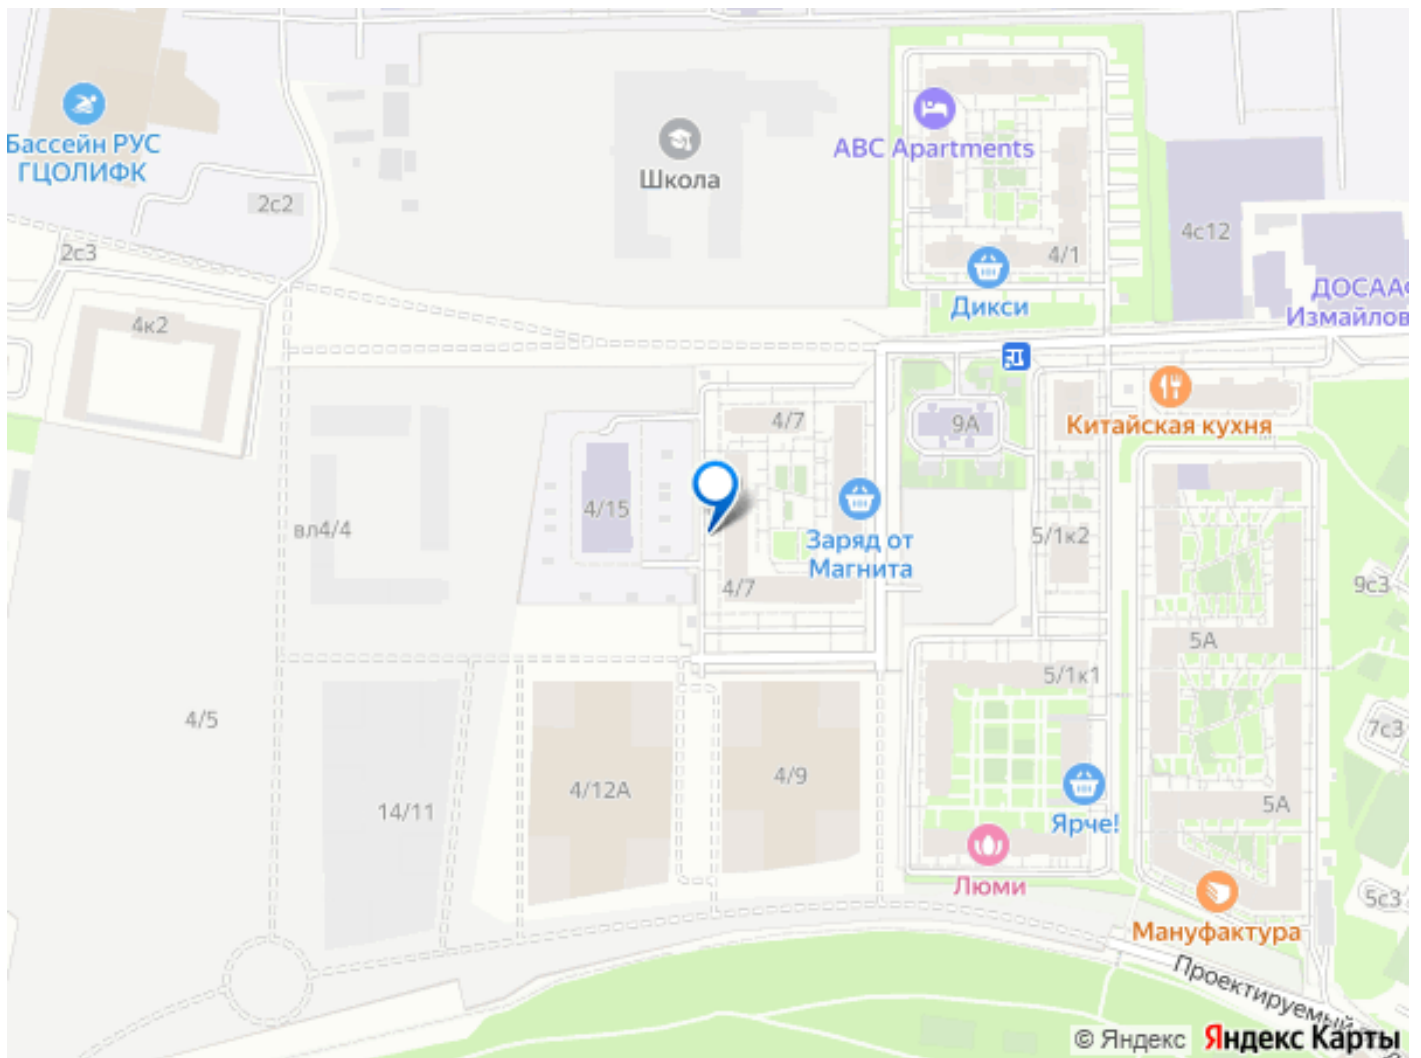 Бассейн РУС
ГЦОЛИФК
Школа
ABC Apartments
2с2
4с12
2с3
4/1
ДОСААФ
Измайлов
Дикси
4к2
4/7
9А
Китайская кухня
4/15
вл4/4
Заряд от
Магнита
5/1к2
4/7
9с3
5А
5/1к1
4/5
7с3
4/12А
4/9
14/11
5А
Ярче!
Люми
5с3
Мануфактура
Проектируемый
© Яндекс Яндекс Карты